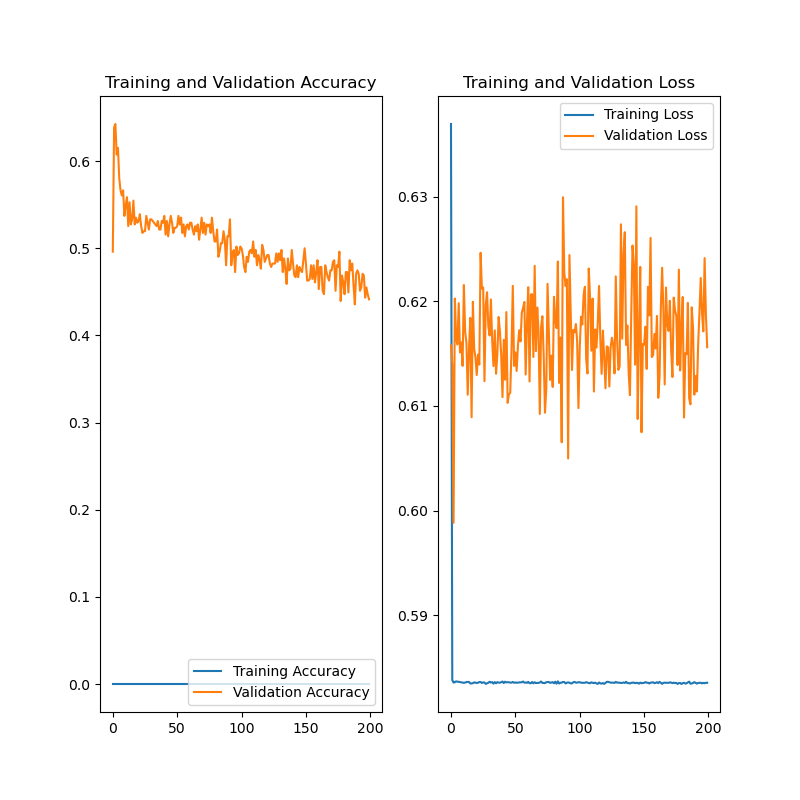 Training and Validation Accuracy
0.6
0.5
0.4
0.3
0.2
0.1
0.0
0 50 100 150 200
Training Accuracy
Validation Accuracy
Training and Validation Loss
0.63
0.62
0.61
0.60
0.59
0 50 100 150 200
Training Loss
Validation Loss